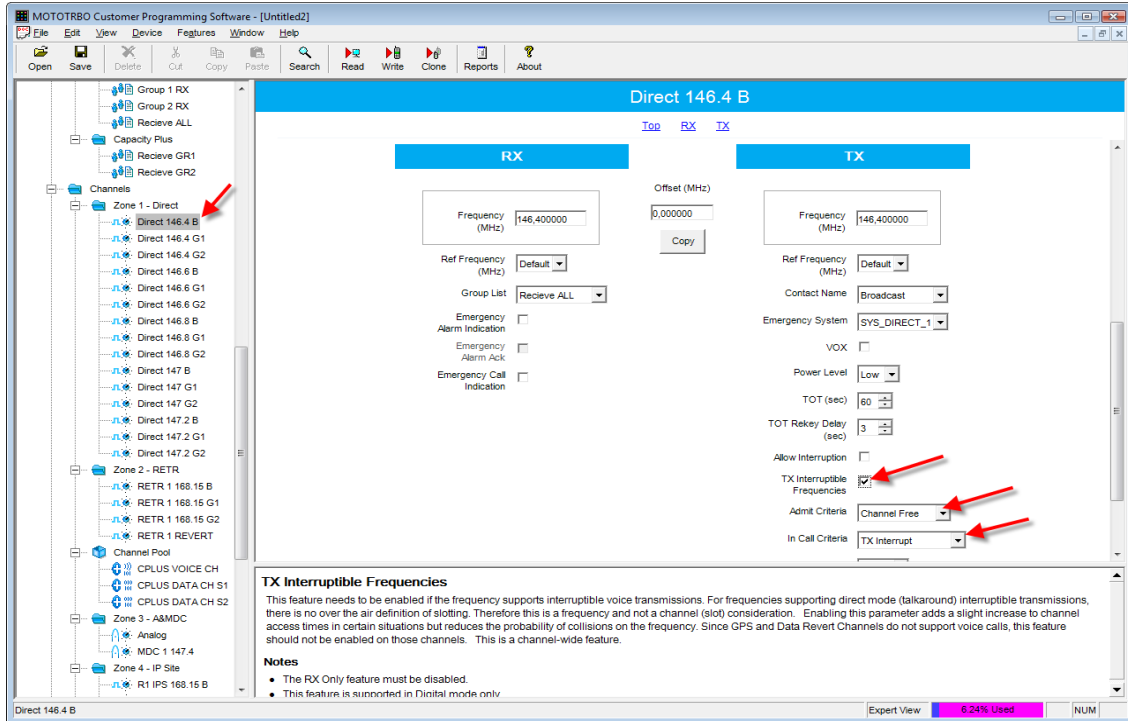 MOTOTRBO Customer Programming Software - [Untitled2]
File Edit View Device Features Window Help
Open Save Delete Cut Copy Paste Search Read Write Clone Reports About
Group 1 RX
Group 2 RX
Recieve ALL
Capacity Plus
Recieve GR1
Recieve GR2
Channels
Zone 1 - Direct
Direct 146.4 B
Direct 146.4 G1
Direct 146.4 G2
Direct 146.6 B
Direct 146.6 G1
Direct 146.6 G2
Direct 146.8 B
Direct 146.8 G1
Direct 146.8 G2
Direct 147 B
Direct 147 G1
Direct 147 G2
Direct 147.2 B
Direct 147.2 G1
Direct 147.2 G2
Zone 2 - RETR
RETR 1 168.15 B
RETR 1 168.15 G1
RETR 1 168.15 G2
RETR 1 REVERT
Channel Pool
CPLUS VOICE CH
CPLUS DATA CH S1
CPLUS DATA CH S2
Zone 3 - A&MDC
Analog
MDC 1 147.4
Zone 4 - IP Site
R1 IPS 168.15 B
Direct 146.4 B
Top RX TX
RX
Frequency (MHz) 146,400000
Ref Frequency (MHz) Default
Group List Recieve ALL
Emergency Alarm Indication
Emergency Alarm Ack
Emergency Call Indication
Offset (MHz)
0,000000
Copy
TX
Frequency (MHz) 146,400000
Ref Frequency (MHz) Default
Contact Name Broadcast
Emergency System SYS_DIRECT_1
VOX
Power Level Low
TOT (sec) 60
TOT Rekey Delay (sec) 3
Allow Interruption
TX Interruptible Frequencies
Admit Criteria Channel Free
In Call Criteria TX Interrupt
TX Interruptible Frequencies
This feature needs to be enabled if the frequency supports interruptible voice transmissions. For frequencies supporting direct mode (talkaround) interruptible transmissions,
there is no over the air definition of slotting. Therefore this is a frequency and not a channel (slot) consideration. Enabling this parameter adds a slight increase to channel
access times in certain situations but reduces the probability of collisions on the frequency. Since GPS and Data Revert Channels do not support voice calls, this feature
should not be enabled on those channels. This is a channel-wide feature.
Notes
• The RX Only feature must be disabled.
• This feature is supported in Digital mode only
Direct 146.4 B
Expert View 6.24% Used NUM